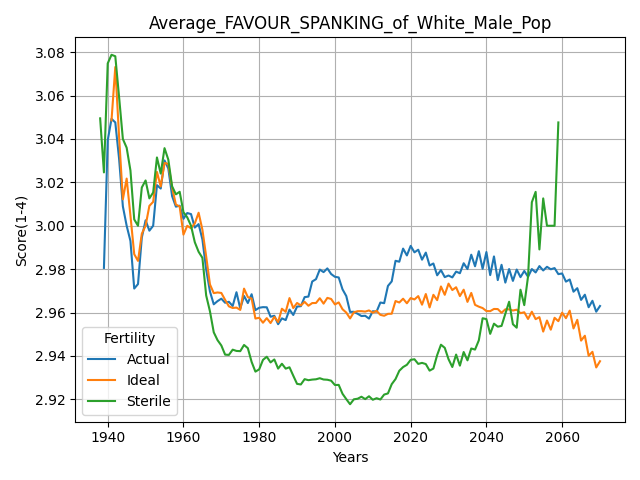 Average_FAVOUR_SPANKING_of_White_Male_Pop
Score(1-4)
3.08
3.06
3.04
3.02
3.00
2.98
2.96
2.94
2.92
Fertility
Actual
Ideal
Sterile
1940 1960 1980 2000 2020 2040 2060
Years